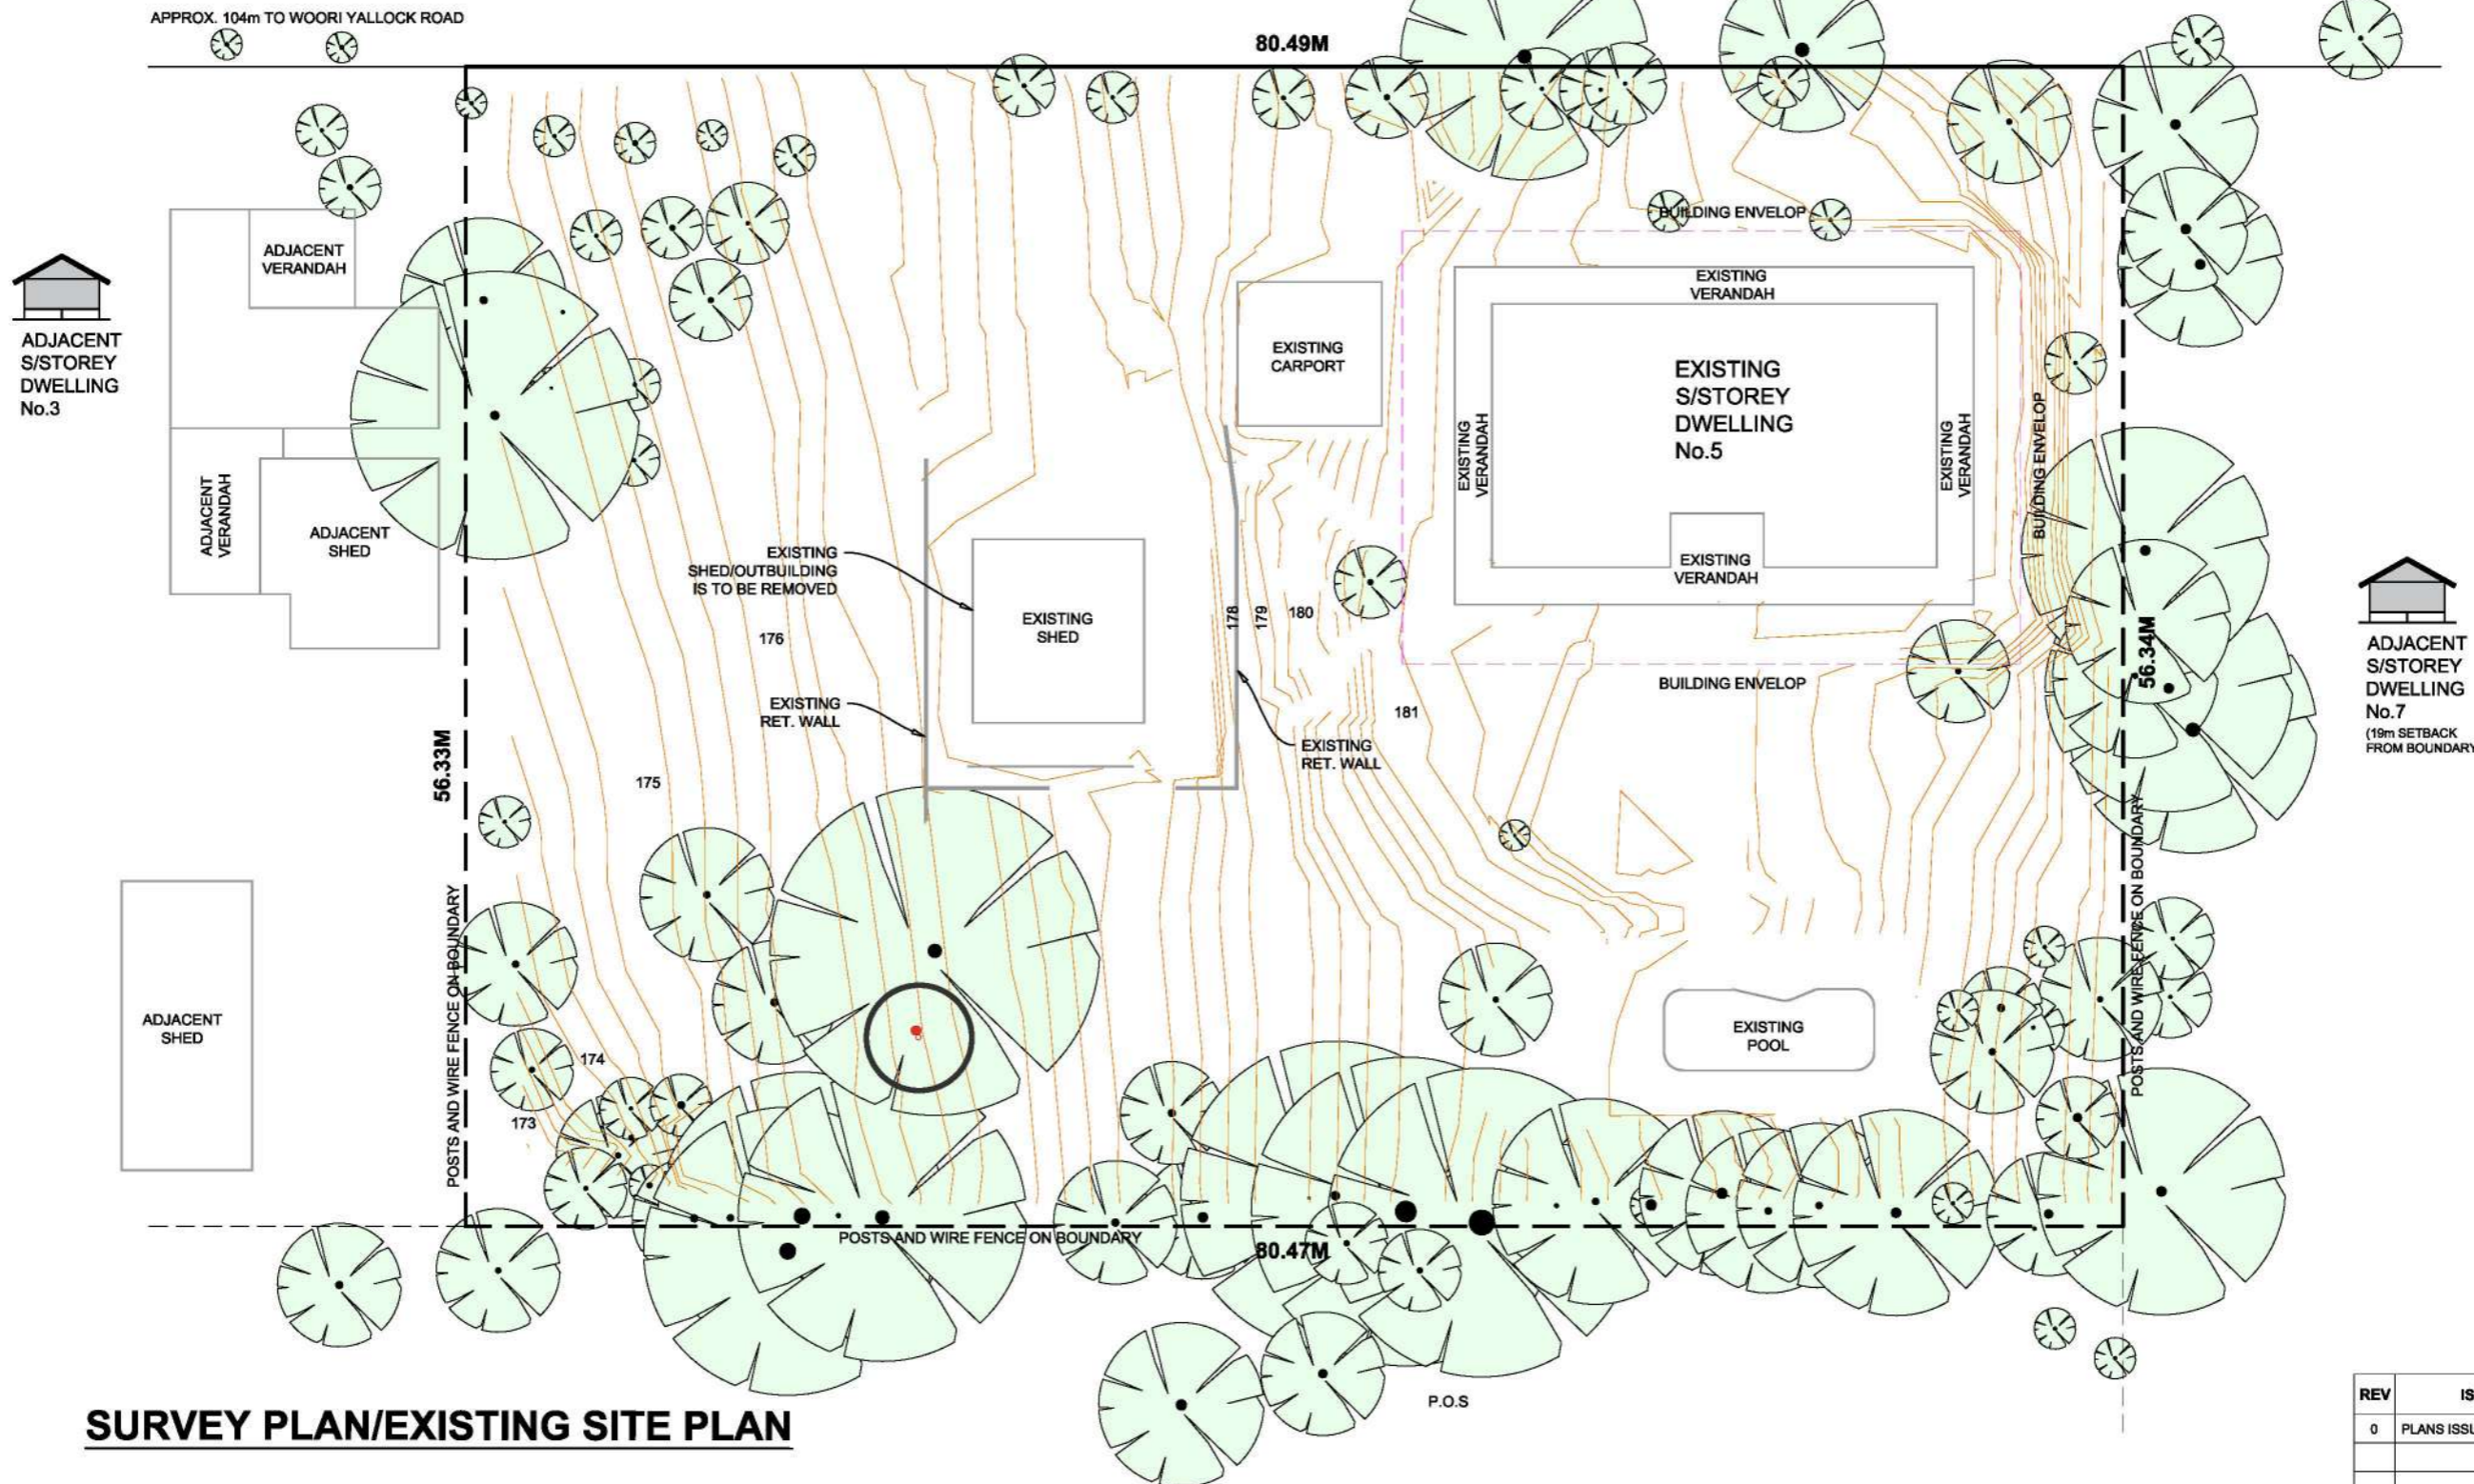 APPROX. 104m TO WOORI YALLOCK ROAD
80.49M
ADJACENT
VERANDAH
ADJACENT
S/STOREY
DWELLING
No.3
ADJACENT
VERANDAH
ADJACENT
SHED
BUILDING ENVELOP
EXISTING
VERANDAH
EXISTING
CARPORT
EXISTING
S/STOREY
DWELLING
No.5
EXISTING
VERANDAH
EXISTING
VERANDAH
BUILDING ENVELOP
EXISTING
VERANDAH
EXISTING
SHED/OUTBUILDING
IS TO BE REMOVED
EXISTING
SHED
176
178
179
180
181
BUILDING ENVELOP
56.34M
ADJACENT
S/STOREY
DWELLING
No.7
(19m SETBACK
FROM BOUNDARY
EXISTING
RET. WALL
EXISTING
RET. WALL
56.33M
175
POSTS AND WIRE FENCE ON BOUNDARY
POSTS AND WIRE FENCE ON BOUNDARY
ADJACENT
SHED
EXISTING
POOL
174
173
POSTS AND WIRE FENCE ON BOUNDARY
80.47M
P.O.S
SURVEY PLAN/EXISTING SITE PLAN
REV IS
0 PLANS ISSU